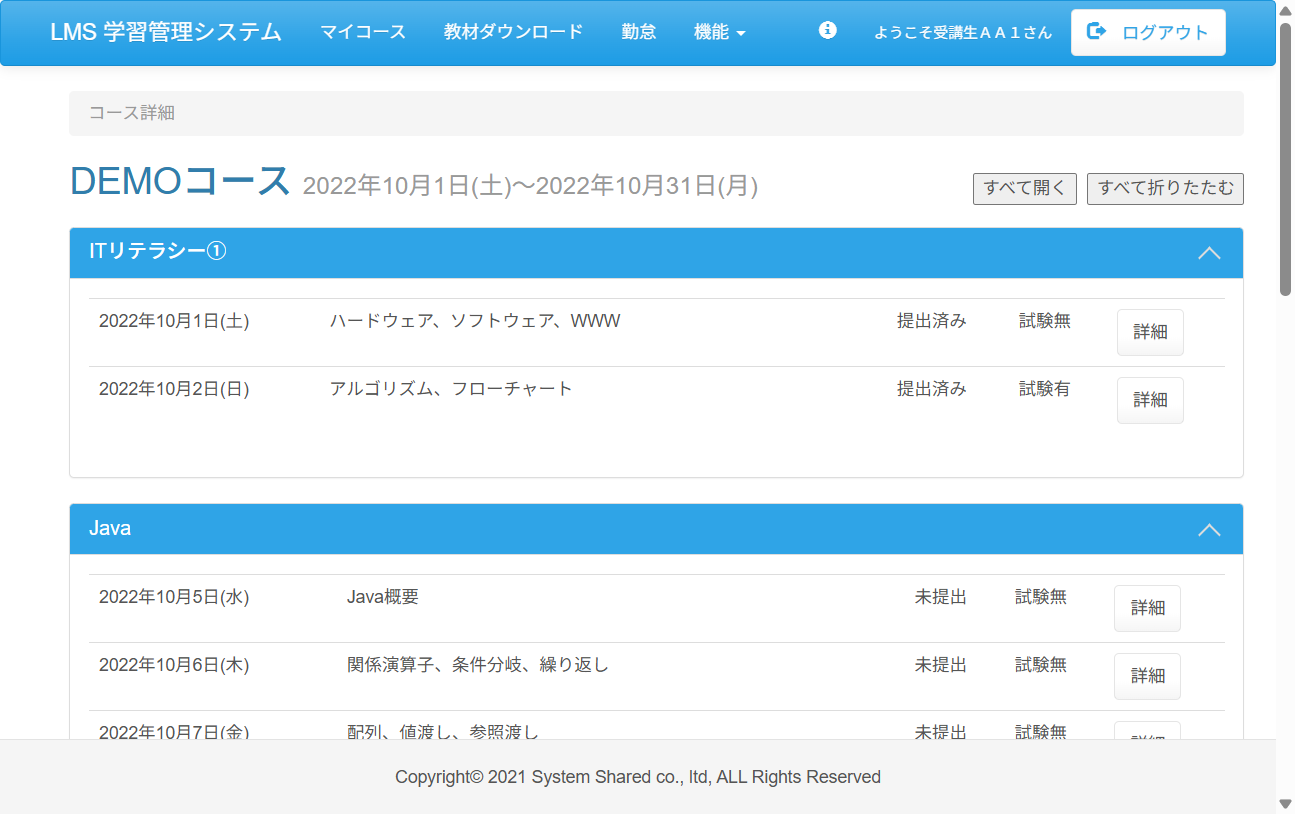 LMS 学習管理システム マイコース 教材ダウンロード 勤怠 機能 ようこそ受講生ＡＡ１さん ログアウト
コース詳細
DEMOコース 2022年10月1日(土)～2022年10月31日(月) すべて開く すべて折りたたむ
ITリテラシー①
2022年10月1日(土) ハードウェア、ソフトウェア、WWW 提出済み 試験無 詳細
2022年10月2日(日) アルゴリズム、フローチャート 提出済み 試験有 詳細
Java
2022年10月5日(水) Java概要 未提出 試験無 詳細
2022年10月6日(木) 関係演算子、条件分岐、繰り返し 未提出 試験無 詳細
2022年10月7日(金) 配列、値渡し、参照渡し 未提出 試験無 詳細
Copyright© 2021 System Shared co., ltd, ALL Rights Reserved